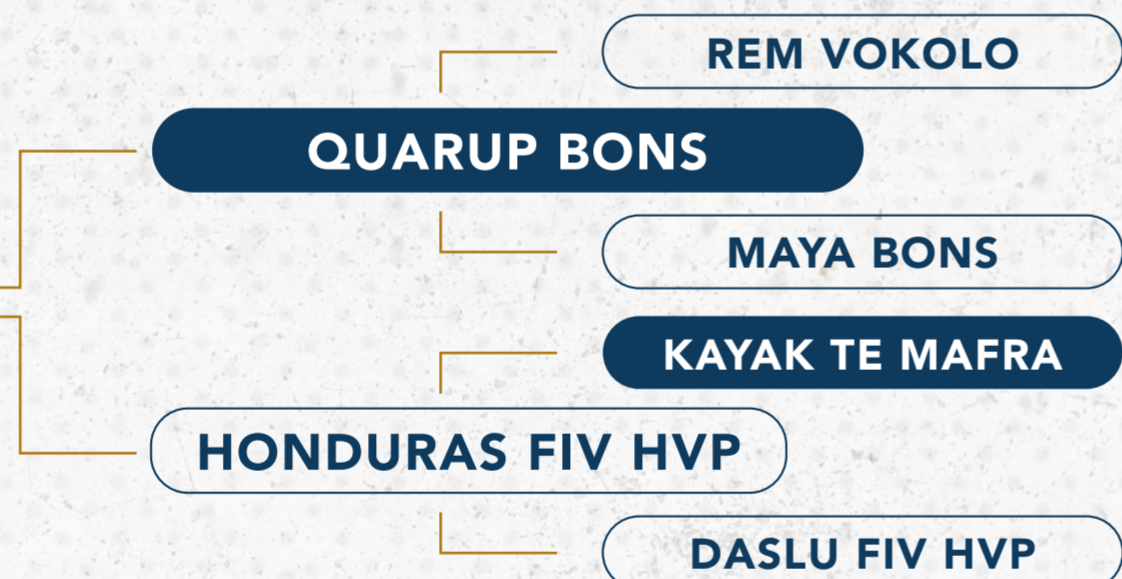 REM VOKOLO
QUARUP BONS
MAYA BONS
KAYAK TE MAFRA
HONDURAS FIV HVP
DASLU FIV HVP